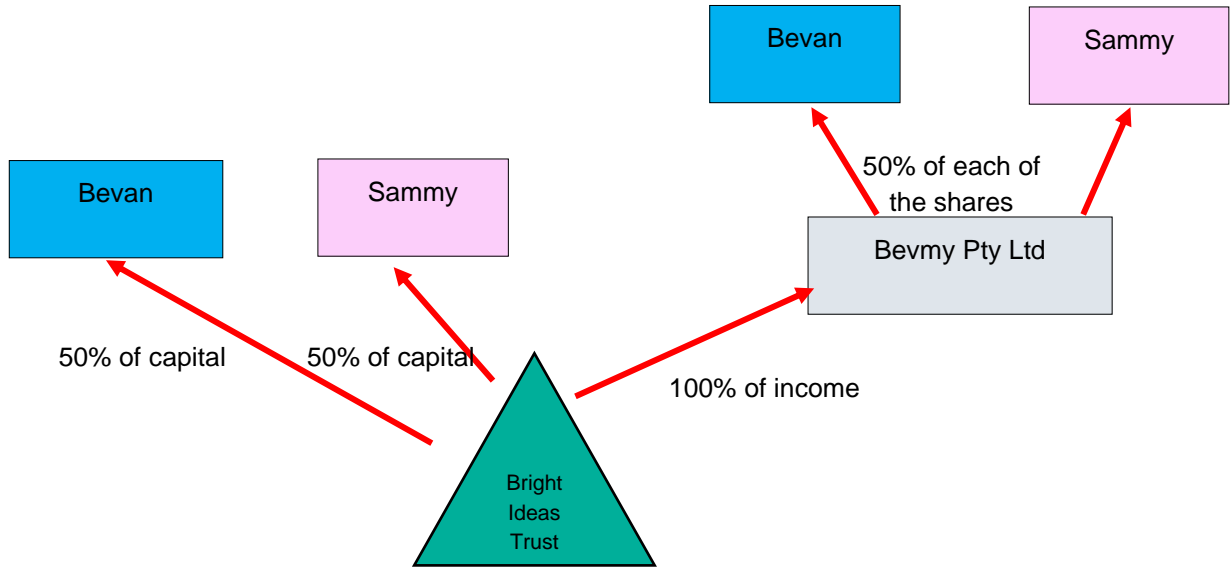 Bevan
Sammy
50% of each of
the shares
Bevan
Sammy
Bevmy Pty Ltd
50% of capital
50% of capital
100% of income
Bright
Ideas
Trust